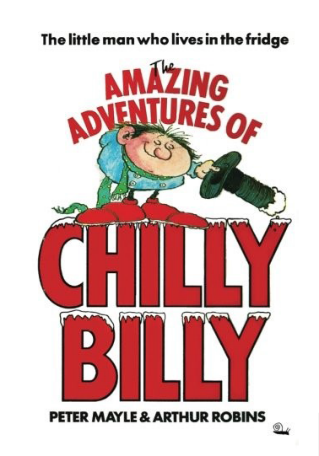 The little man who lives in the fridge
The
AMAZING
ADVENTURES OF
CHILLY
BILLY
PETER MAYLE & ARTHUR ROBINS